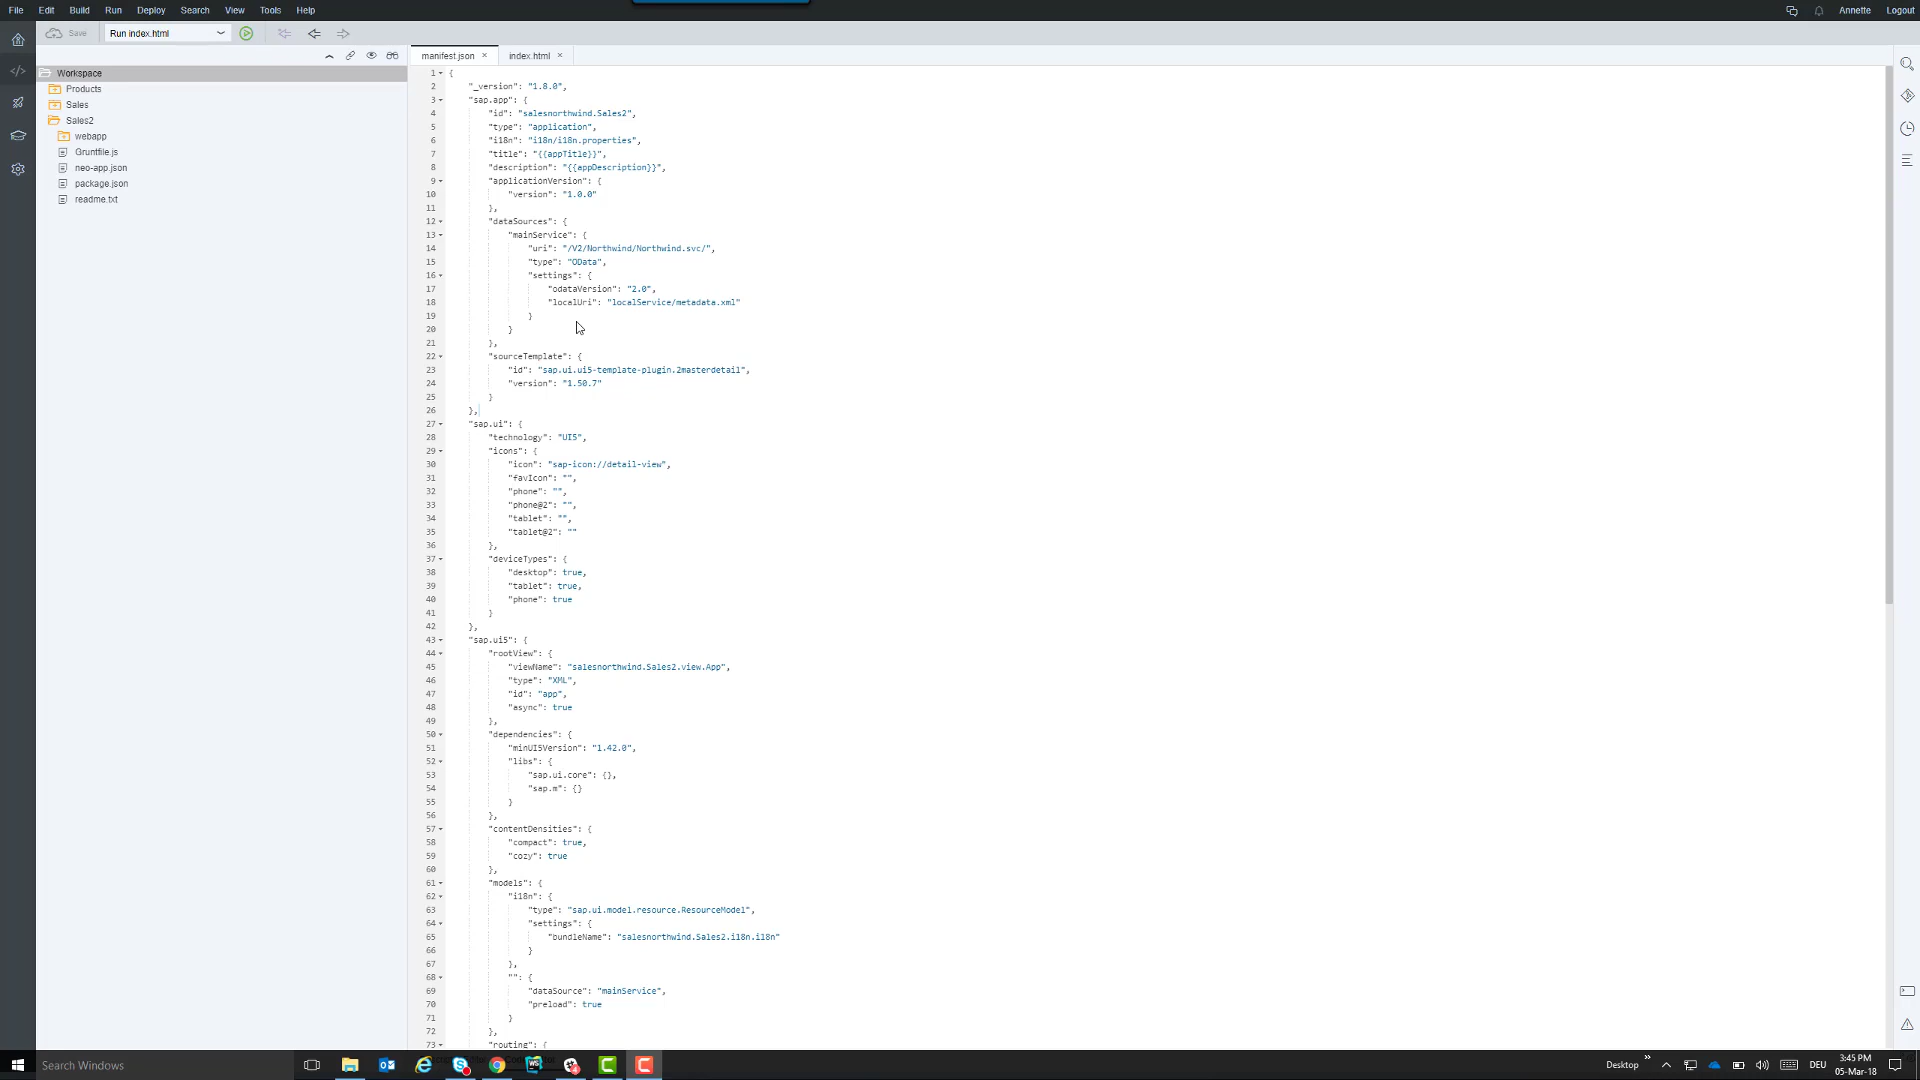 File Edit Build Run Deploy Search Tools View Help
Annette Logout
Save Run index.html
manifest.json × index.html ×
Workspace
Products
Sales
Sales2
webapp
Gruntfile.js
neo-app.json
package.json
readme.txt
1 {
2 "_version": "1.8.0",
3 "sap.app": {
4 "id": "salesnorthwind.Sales2",
5 "type": "application",
6 "i18n": "i18n/i18n.properties",
7 "title": "{{appTitle}}",
8 "description": "{{appDescription}}",
9 "applicationVersion": {
10 "version": "1.0.0"
11 },
12 "dataSources": {
13 "mainService": {
14 "uri": "/V2/Northwind/Northwind.svc/",
15 "type": "OData",
16 "settings": {
17 "odataVersion": "2.0",
18 "localUri": "localService/metadata.xml"
19 }
20 }
21 },
22 "sourceTemplate": {
23 "id": "sap.ui.ui5-template-plugin.2masterdetail",
24 "version": "1.50.7"
25 }
26 },
27 "sap.ui": {
28 "technology": "UI5",
29 "icons": {
30 "icon": "sap-icon://detail-view",
31 "favIcon": "",
32 "phone": "",
33 "phone@2": "",
34 "tablet": "",
35 "tablet@2": ""
36 },
37 "deviceTypes": {
38 "desktop": true,
39 "tablet": true,
40 "phone": true
41 }
42 },
43 "sap.ui5": {
44 "rootView": {
45 "viewName": "salesnorthwind.Sales2.view.App",
46 "type": "XML",
47 "id": "app",
48 "async": true
49 },
50 "dependencies": {
51 "minUI5Version": "1.42.0",
52 "libs": {
53 "sap.ui.core": {},
54 "sap.m": {}
55 }
56 },
57 "contentDensities": {
58 "compact": true,
59 "cozy": true
60 },
61 "models": {
62 "i18n": {
63 "type": "sap.ui.model.resource.ResourceModel",
64 "settings": {
65 "bundleName": "salesnorthwind.Sales2.i18n.i18n"
66 }
67 },
68 "": {
69 "dataSource": "mainService",
70 "preload": true
71 }
72 },
73 "routing": {
Search Windows
Desktop DEU 3:45 PM
05-Mar-18